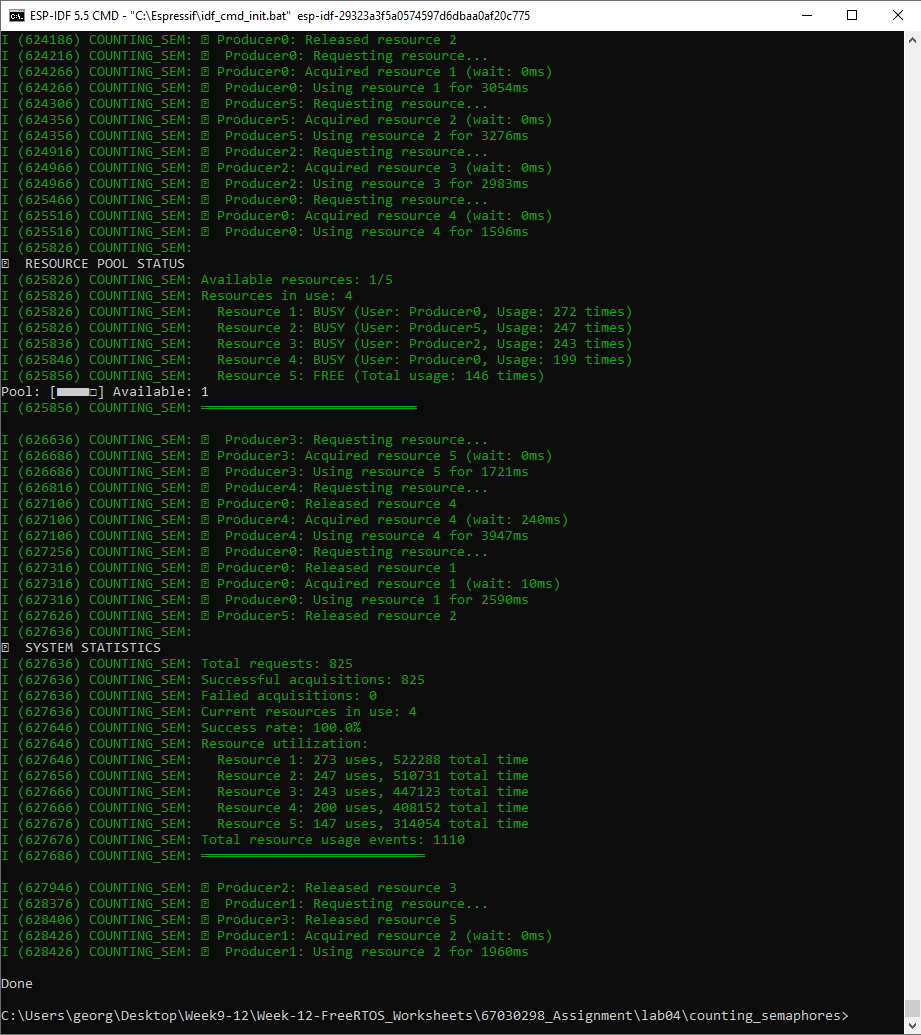 ESP-IDF 5.5 CMD - "C:\Espressif\idf_cmd_init.bat"  esp-idf-29323a3f5a0574597d6dbaa0af20c775
I (624186) COUNTING_SEM: Producer0: Released resource 2
I (624216) COUNTING_SEM: Producer0: Requesting resource...
I (624266) COUNTING_SEM: Producer0: Acquired resource 1 (wait: 0ms)
I (624266) COUNTING_SEM: Producer0: Using resource 1 for 3054ms
I (624306) COUNTING_SEM: Producer5: Requesting resource...
I (624356) COUNTING_SEM: Producer5: Acquired resource 2 (wait: 0ms)
I (624356) COUNTING_SEM: Producer5: Using resource 2 for 3276ms
I (624916) COUNTING_SEM: Producer2: Requesting resource...
I (624966) COUNTING_SEM: Producer2: Acquired resource 3 (wait: 0ms)
I (624966) COUNTING_SEM: Producer2: Using resource 3 for 2983ms
I (625466) COUNTING_SEM: Producer0: Requesting resource...
I (625516) COUNTING_SEM: Producer0: Acquired resource 4 (wait: 0ms)
I (625516) COUNTING_SEM: Producer0: Using resource 4 for 1596ms
I (625826) COUNTING_SEM:
RESOURCE POOL STATUS
I (625826) COUNTING_SEM: Available resources: 1/5
I (625826) COUNTING_SEM: Resources in use: 4
I (625826) COUNTING_SEM:   Resource 1: BUSY (User: Producer0, Usage: 272 times)
I (625826) COUNTING_SEM:   Resource 2: BUSY (User: Producer5, Usage: 247 times)
I (625836) COUNTING_SEM:   Resource 3: BUSY (User: Producer2, Usage: 243 times)
I (625846) COUNTING_SEM:   Resource 4: BUSY (User: Producer0, Usage: 199 times)
I (625856) COUNTING_SEM:   Resource 5: FREE (Total usage: 146 times)
Pool: [■■■■□] Available: 1
I (625856) COUNTING_SEM: ═══════════════════════════
I (626636) COUNTING_SEM: Producer3: Requesting resource...
I (626686) COUNTING_SEM: Producer3: Acquired resource 5 (wait: 0ms)
I (626686) COUNTING_SEM: Producer3: Using resource 5 for 1721ms
I (626816) COUNTING_SEM: Producer4: Requesting resource...
I (627106) COUNTING_SEM: Producer0: Released resource 4
I (627106) COUNTING_SEM: Producer4: Acquired resource 4 (wait: 240ms)
I (627106) COUNTING_SEM: Producer4: Using resource 4 for 3947ms
I (627256) COUNTING_SEM: Producer0: Requesting resource...
I (627316) COUNTING_SEM: Producer0: Released resource 1
I (627316) COUNTING_SEM: Producer0: Acquired resource 1 (wait: 10ms)
I (627316) COUNTING_SEM: Producer0: Using resource 1 for 2590ms
I (627626) COUNTING_SEM: Producer5: Released resource 2
I (627636) COUNTING_SEM:
SYSTEM STATISTICS
I (627636) COUNTING_SEM: Total requests: 825
I (627636) COUNTING_SEM: Successful acquisitions: 825
I (627636) COUNTING_SEM: Failed acquisitions: 0
I (627636) COUNTING_SEM: Current resources in use: 4
I (627646) COUNTING_SEM: Success rate: 100.0%
I (627646) COUNTING_SEM: Resource utilization:
I (627646) COUNTING_SEM:   Resource 1: 273 uses, 522288 total time
I (627656) COUNTING_SEM:   Resource 2: 247 uses, 510731 total time
I (627666) COUNTING_SEM:   Resource 3: 243 uses, 447123 total time
I (627666) COUNTING_SEM:   Resource 4: 200 uses, 408152 total time
I (627676) COUNTING_SEM:   Resource 5: 147 uses, 314054 total time
I (627676) COUNTING_SEM: Total resource usage events: 1110
I (627686) COUNTING_SEM: ════════════════════════════
I (627946) COUNTING_SEM: Producer2: Released resource 3
I (628376) COUNTING_SEM: Producer1: Requesting resource...
I (628406) COUNTING_SEM: Producer3: Released resource 5
I (628426) COUNTING_SEM: Producer1: Acquired resource 2 (wait: 0ms)
I (628426) COUNTING_SEM: Producer1: Using resource 2 for 1960ms
Done
C:\Users\georg\Desktop\Week9-12\Week-12-FreeRTOS_Worksheets\67030298_Assignment\lab04\counting_semaphores>